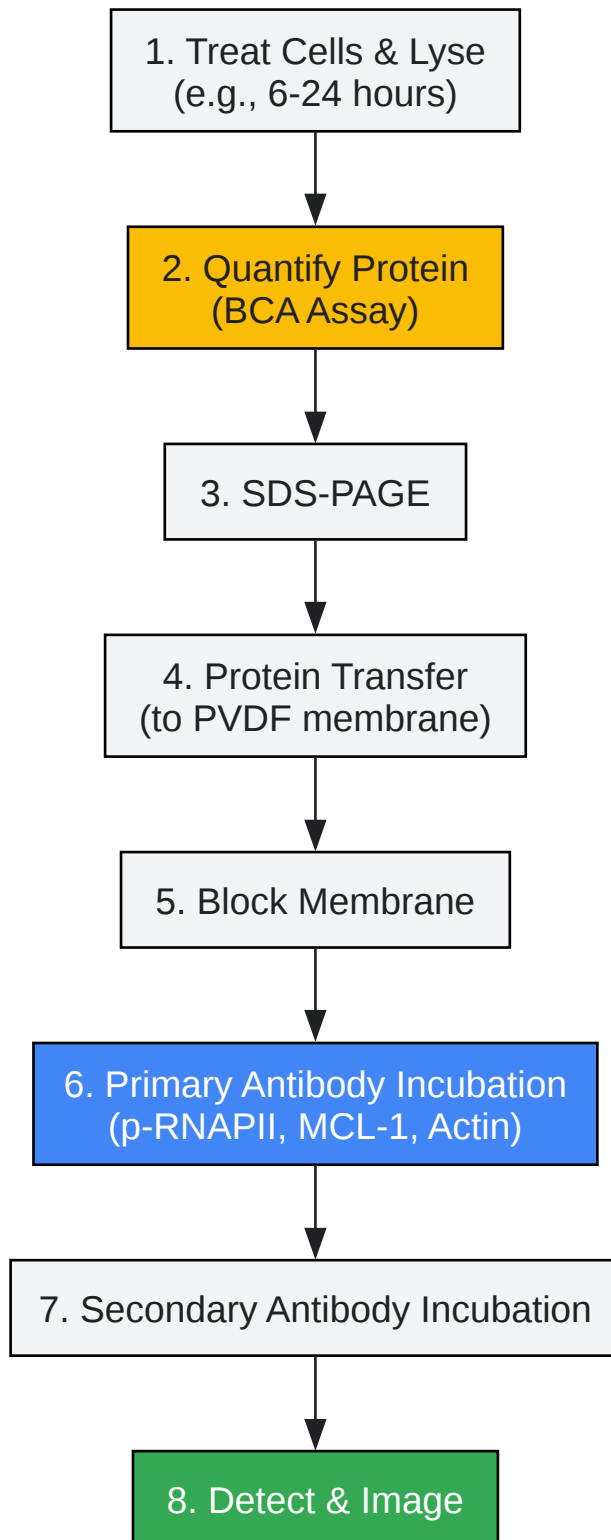 1. Treat Cells & Lyse
(e.g., 6-24 hours)
2. Quantify Protein
(BCA Assay)
3. SDS-PAGE
4. Protein Transfer
(to PVDF membrane)
5. Block Membrane
6. Primary Antibody Incubation
(p-RNAPII, MCL-1, Actin)
7. Secondary Antibody Incubation
8. Detect & Image